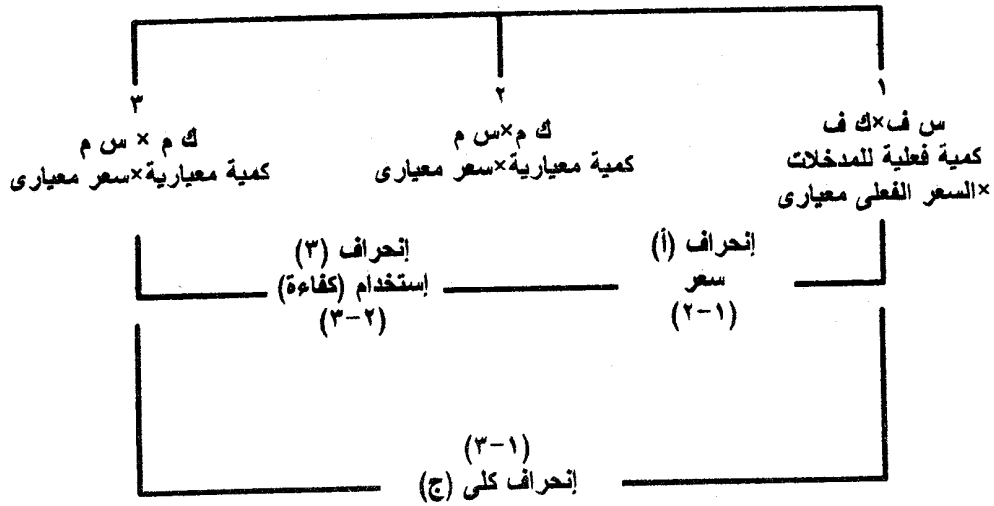 ١
س ف×ك ف
كمية فعلية للمدخلات
×السعر الفعلى معيارى
٢
ك م×س م
كمية معيارية×سعر معيارى
٣
ك م × س م
كمية معيارية×سعر معيارى
إنحراف (أ)
سعر
(١-٢)
إنحراف (٣)
إستخدام (كفاءة)
(٢-٣)
(١-٣)
إنحراف كلى (ج)